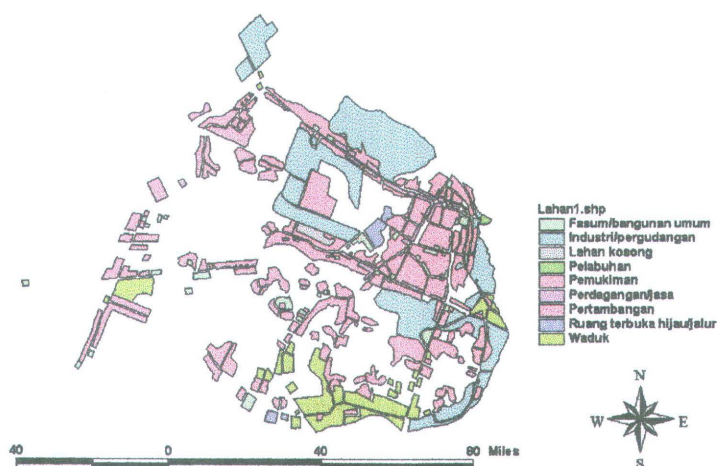 Lahan1.shp
Fasum/bangunan umum
Industri/pergudangan
Lahan kosong
Pelabuhan
Pemukiman
Perdagangan/jasa
Pertambangan
Ruang terbuka hijau/jalur
Waduk
N
W E
S
40 0 40 80 Miles